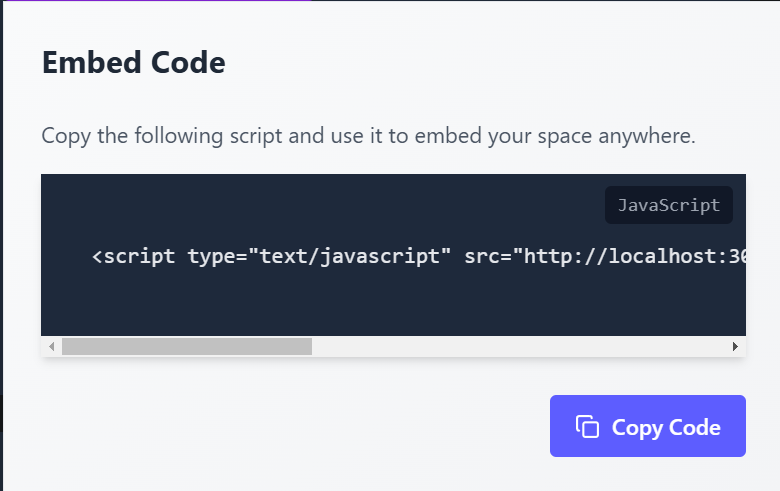 Embed Code
Copy the following script and use it to embed your space anywhere.
JavaScript
<script type="text/javascript" src="http://localhost:30
Copy Code